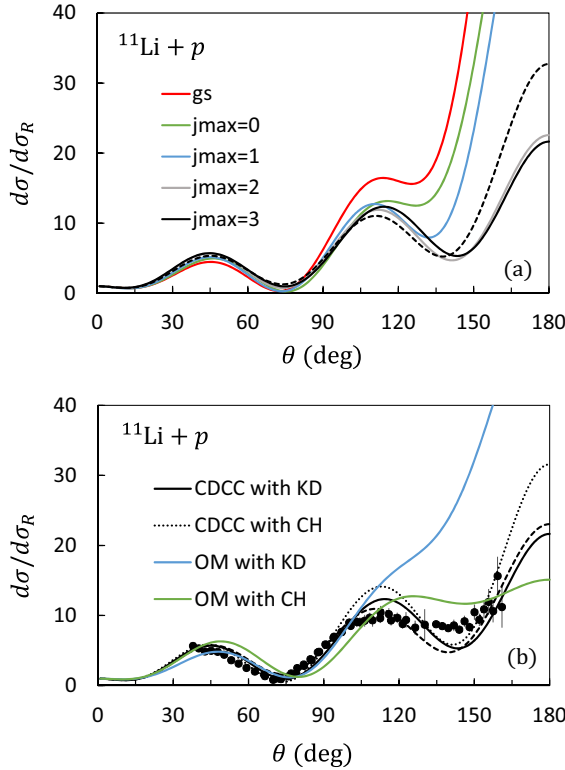 40
¹¹Li + p
30
gs
jmax=0
20
jmax=1
jmax=2
10
jmax=3
(a)
0
0 30 60 90 120 150 180
θ (deg)
dσ/dσ_R
40
¹¹Li + p
30
CDCC with KD
CDCC with CH
20
OM with KD
OM with CH
10
(b)
0
0 30 60 90 120 150 180
θ (deg)
dσ/dσ_R